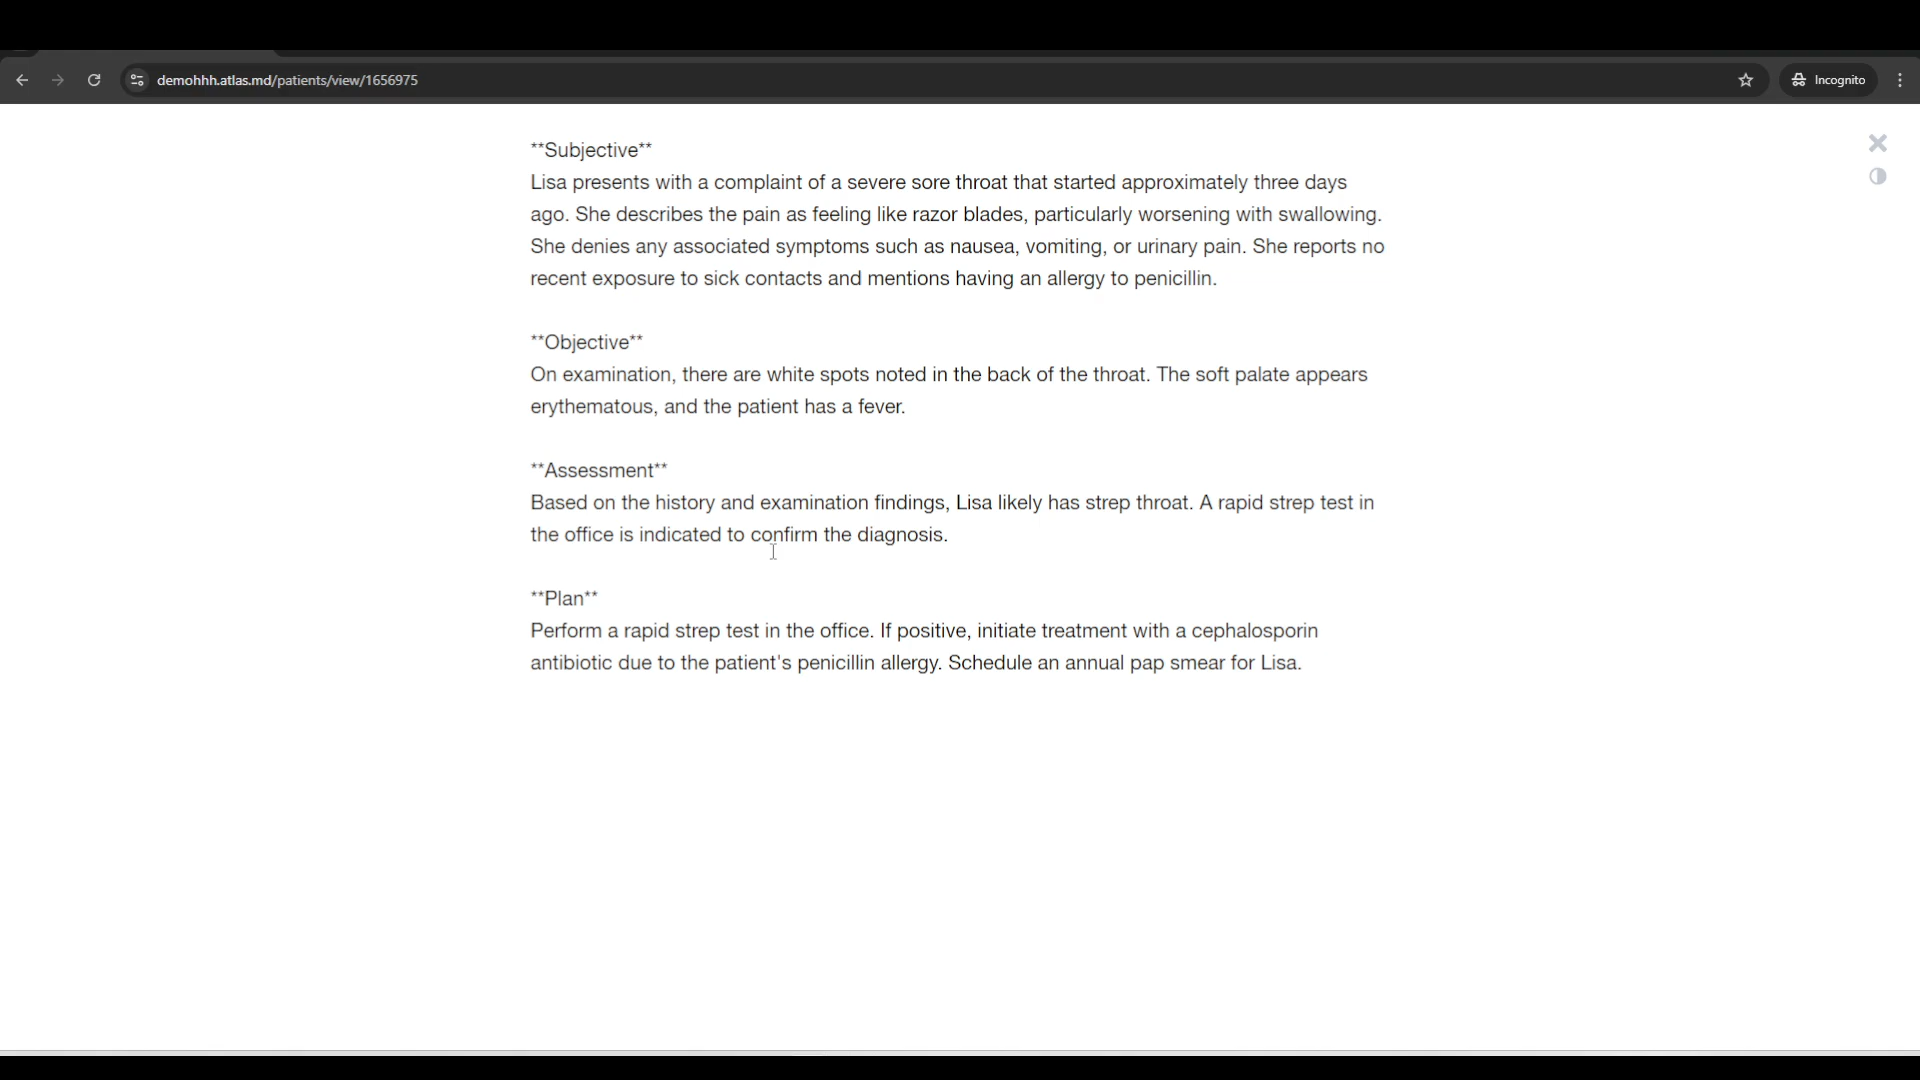 demohhh.atlas.md/patients/view/1656975
Incognito
**Subjective**
Lisa presents with a complaint of a severe sore throat that started approximately three days
ago. She describes the pain as feeling like razor blades, particularly worsening with swallowing.
She denies any associated symptoms such as nausea, vomiting, or urinary pain. She reports no
recent exposure to sick contacts and mentions having an allergy to penicillin.
**Objective**
On examination, there are white spots noted in the back of the throat. The soft palate appears
erythematous, and the patient has a fever.
**Assessment**
Based on the history and examination findings, Lisa likely has strep throat. A rapid strep test in
the office is indicated to confirm the diagnosis.
**Plan**
Perform a rapid strep test in the office. If positive, initiate treatment with a cephalosporin
antibiotic due to the patient's penicillin allergy. Schedule an annual pap smear for Lisa.